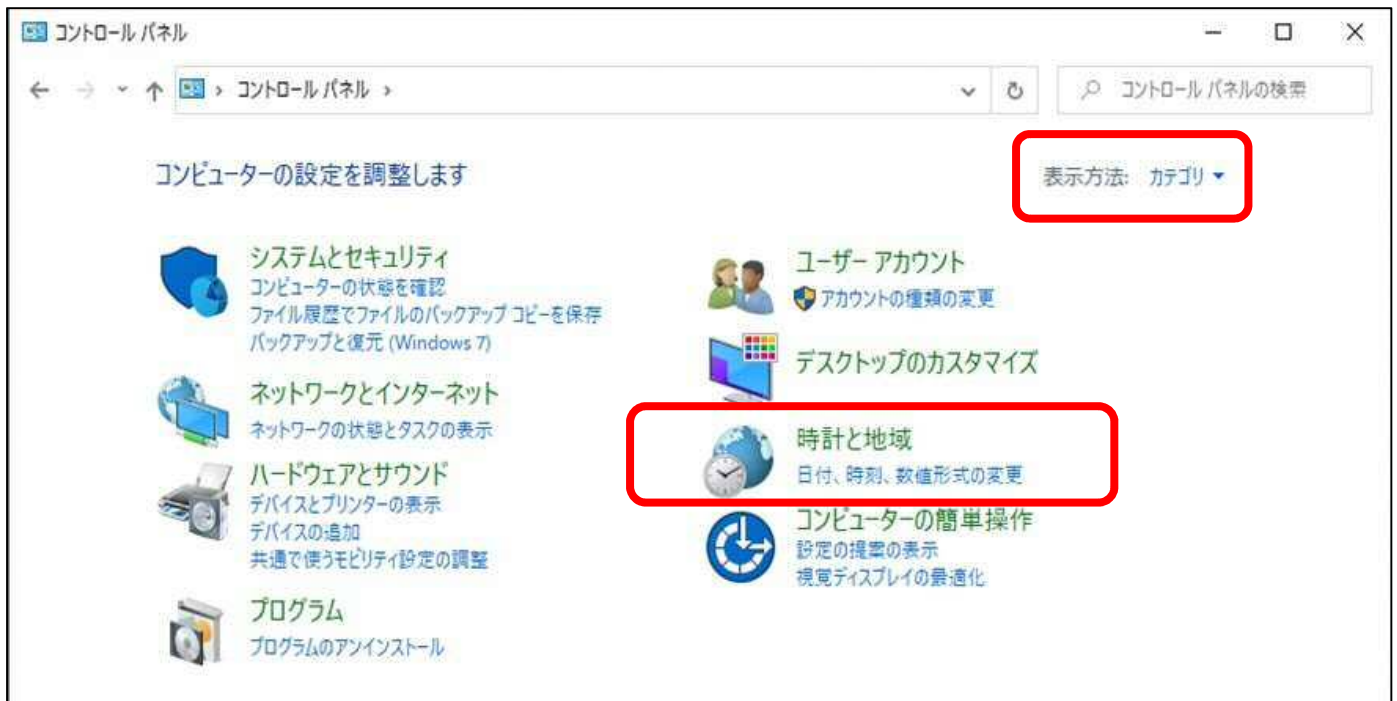 コントロール パネル
コントロール パネル
コントロール パネルの検索
コンピューターの設定を調整します
表示方法: カテゴリ
システムとセキュリティ
コンピューターの状態を確認
ファイル履歴でファイルのバックアップ コピーを保存
バックアップと復元 (Windows 7)
ネットワークとインターネット
ネットワークの状態とタスクの表示
ハードウェアとサウンド
デバイスとプリンターの表示
デバイスの追加
共通で使うモビリティ設定の調整
プログラム
プログラムのアンインストール
ユーザー アカウント
アカウントの種類の変更
デスクトップのカスタマイズ
時計と地域
日付、時刻、数値形式の変更
コンピューターの簡単操作
設定の提案の表示
視覚ディスプレイの最適化